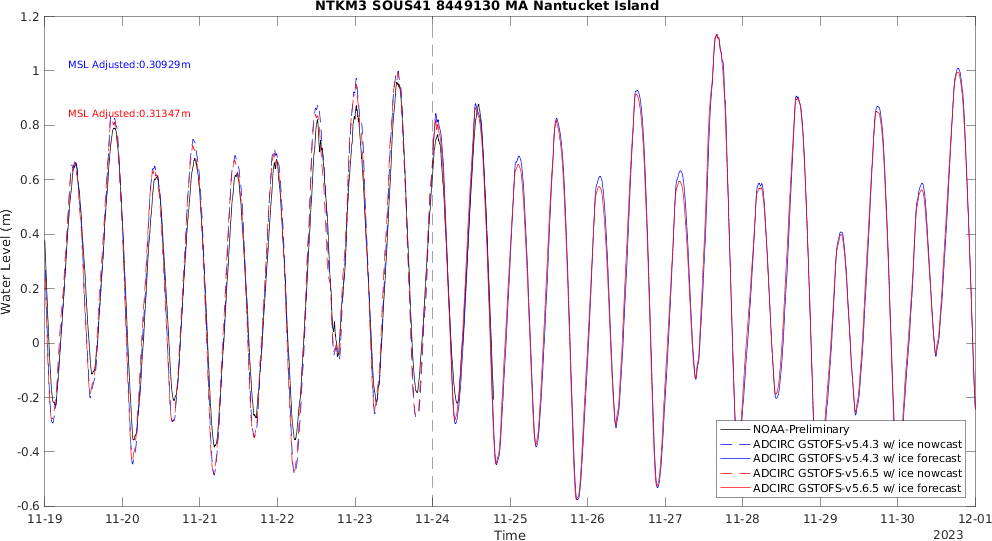 NTKM3 SOUS41 8449130 MA Nantucket Island
1.2
1
0.8
0.6
0.4
0.2
0
-0.2
-0.4
-0.6
Water Level (m)
MSL Adjusted:0.30929m
MSL Adjusted:0.31347m
NOAA-Preliminary
ADCIRC GSTOFS-v5.4.3 w/ ice nowcast
ADCIRC GSTOFS-v5.4.3 w/ ice forecast
ADCIRC GSTOFS-v5.6.5 w/ ice nowcast
ADCIRC GSTOFS-v5.6.5 w/ ice forecast
11-19 11-20 11-21 11-22 11-23 11-24 11-25 11-26 11-27 11-28 11-29 11-30 12-01
Time
2023